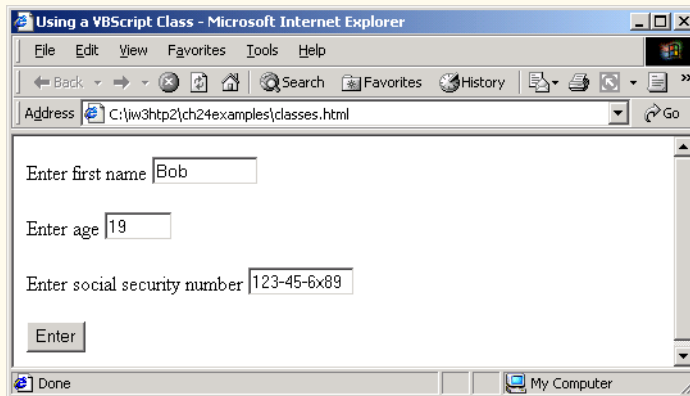 Using a VBScript Class - Microsoft Internet Explorer
File Edit View Favorites Tools Help
Back Search Favorites History »
Address C:\iw3htp2\ch24examples\classes.html Go
Enter first name Bob
Enter age 19
Enter social security number 123-45-6x89
Enter
Done My Computer